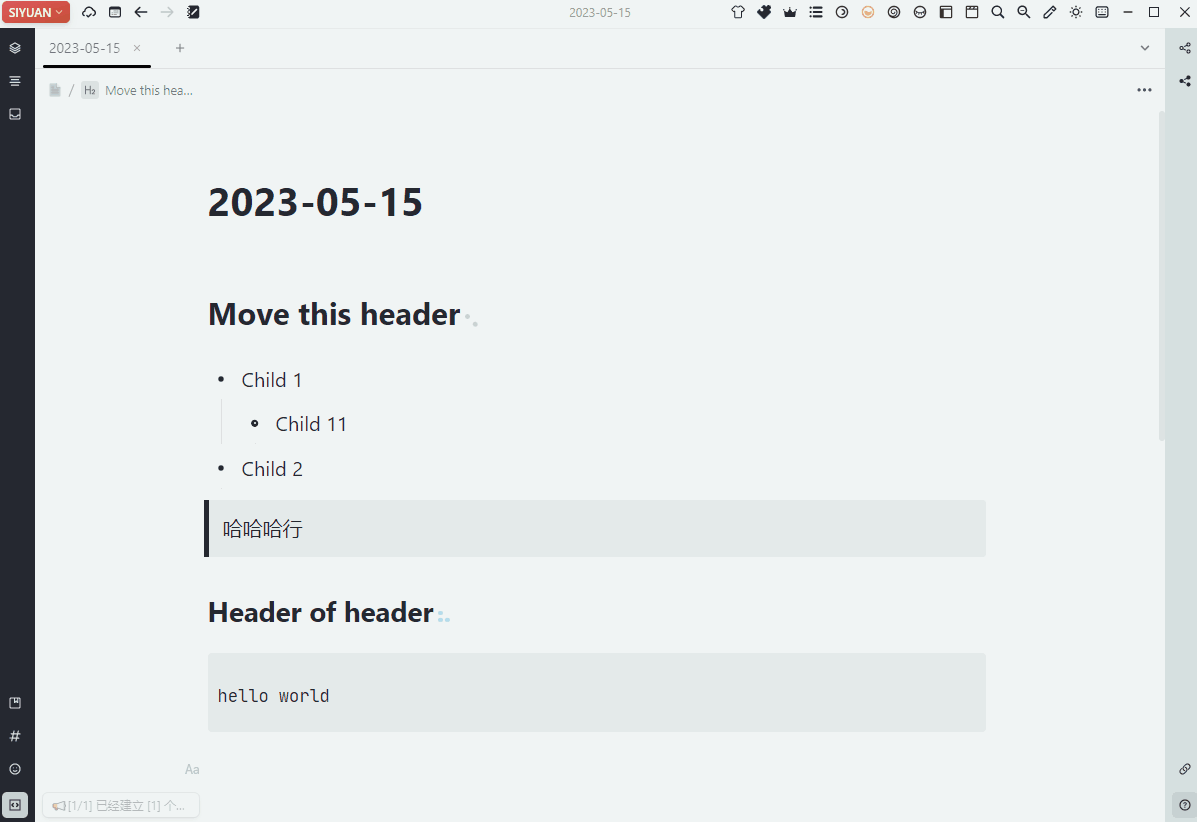 SIYUAN
2023-05-15
2023-05-15
/ H2 Move this hea...
2023-05-15
Move this header
Child 1
Child 11
Child 2
哈哈哈行
Header of header
hello world
Aa
[1/1] 已经建立 [1] 个...